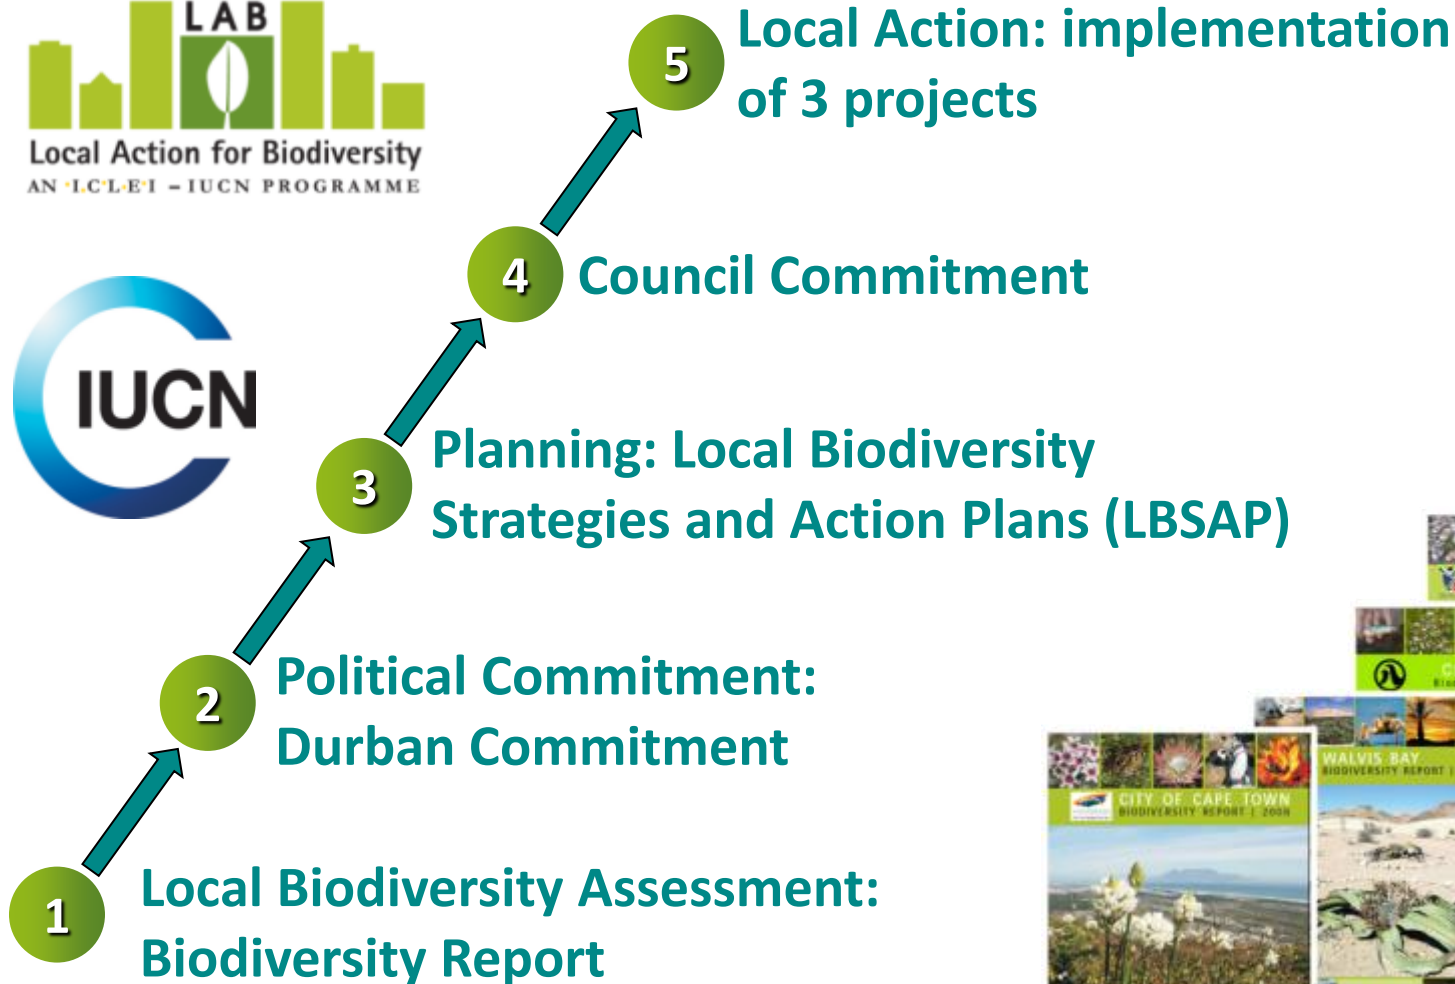 LAB
Local Action for Biodiversity
AN I.C.L.E.I – IUCN PROGRAMME
IUCN
5
Local Action: implementation
of 3 projects
4
Council Commitment
3
Planning: Local Biodiversity
Strategies and Action Plans (LBSAP)
2
Political Commitment:
Durban Commitment
1
Local Biodiversity Assessment:
Biodiversity Report
WALVIS BAY
BIODIVERSITY REPORT |
CITY OF CAPE TOWN
BIODIVERSITY REPORT | 2008